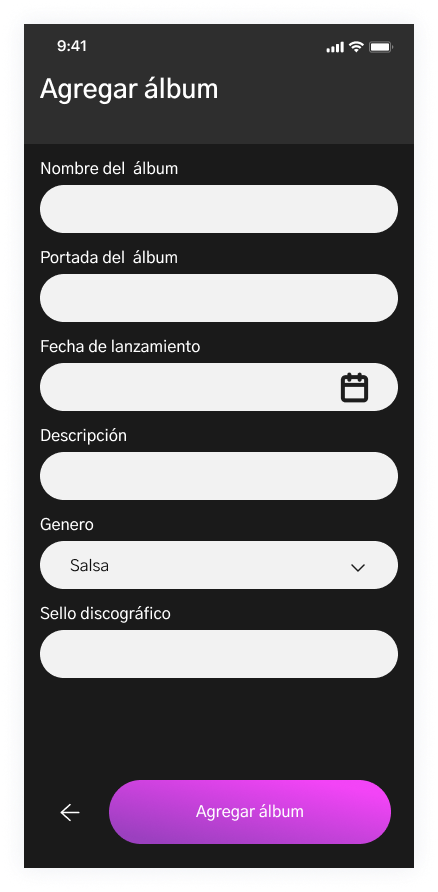 9:41
Agregar álbum
Nombre del  álbum
Portada del  álbum
Fecha de lanzamiento
Descripción
Genero
Salsa
Sello discográfico
Agregar álbum